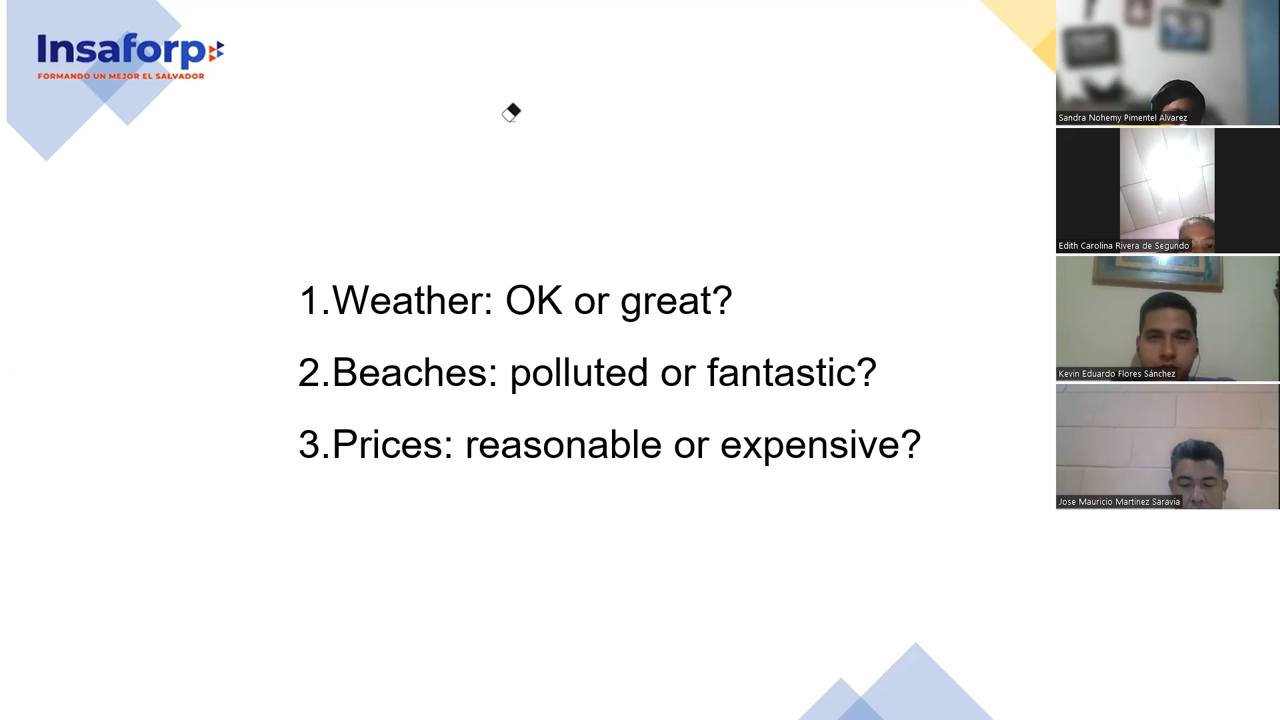 Insaforp
FORMANDO UN MEJOR EL SALVADOR
1.Weather: OK or great?
2.Beaches: polluted or fantastic?
3.Prices: reasonable or expensive?
Sandra Nohemy Pimentel Alvarez
Edith Carolina Rivera de Segundo
Kevin Eduardo Flores Sánchez
Jose Mauricio Martinez Saravia